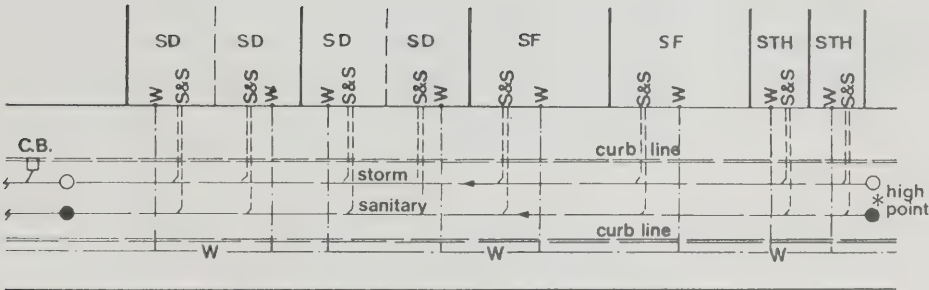 SD SD SD SD SF SF STH STH
W S&S S&S W W S&S S&S W S&S W S&S W W S&S W S&S
C.B. curb line
storm
* high
sanitary point
curb line
W W W